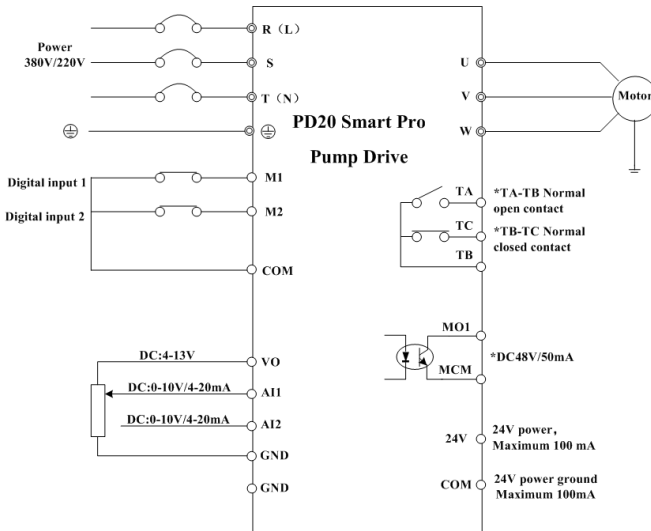 R（L）
Power
380V/220V
S
T（N）
PD20 Smart Pro
Pump Drive
U
V
W
Motor
Digital input 1
M1
Digital input 2
M2
COM
TA
*TA-TB Normal
open contact
TC
*TB-TC Normal
closed contact
TB
DC:4-13V
VO
DC:0-10V/4-20mA
AI1
DC:0-10V/4-20mA
AI2
GND
GND
MO1
*DC48V/50mA
MCM
24V
24V power,
Maximum 100 mA
COM
24V power ground
Maximum 100mA